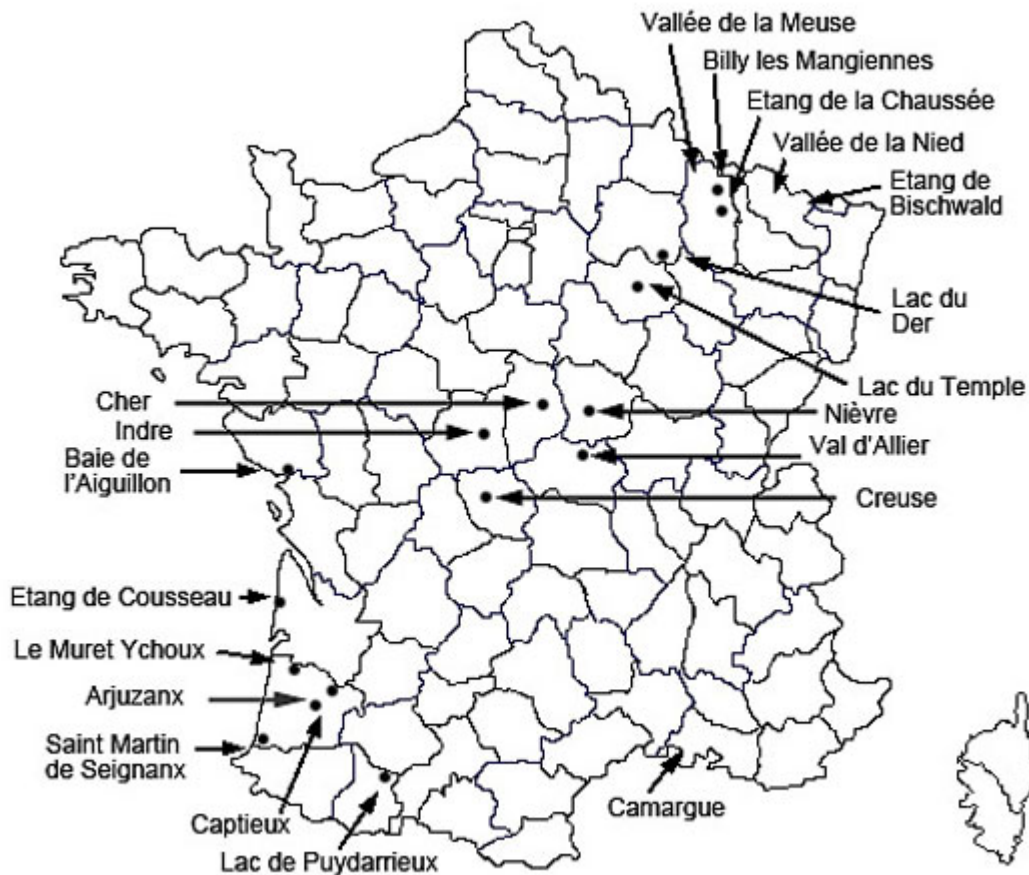 Vallée de la Meuse
Billy les Mangiennes
Etang de la Chaussée
Vallée de la Nied
Etang de
Bischwald
Lac du
Der
Lac du Temple
Cher
Nièvre
Indre
Val d'Allier
Baie de
l'Aiguillon
Creuse
Etang de Cousseau
Le Muret Ychoux
Arjuzanx
Saint Martin
de Seignanx
Camargue
Captieux
Lac de Puydarrieux